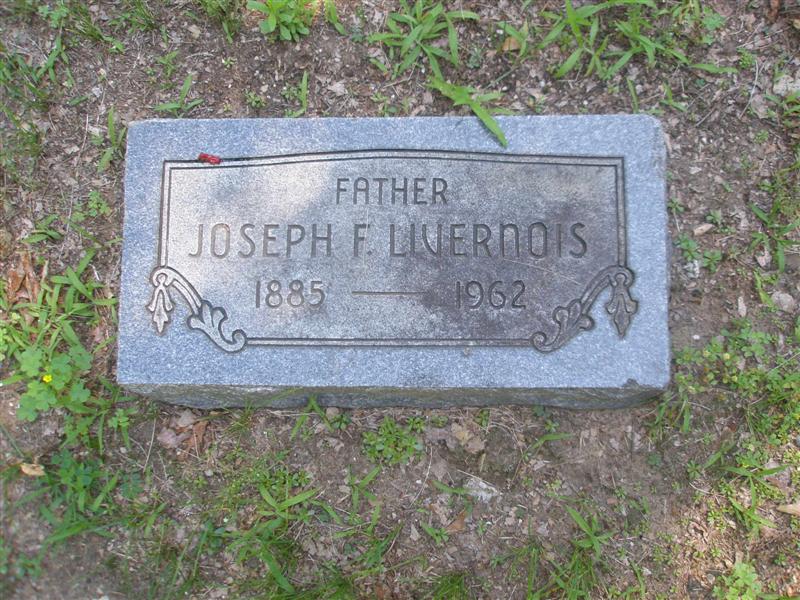 FATHER
JOSEPH F. LIVERNOIS
1885 — 1962